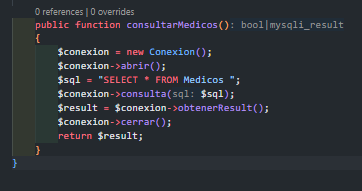 0 references | 0 overrides
public function consultarMedicos(): bool|mysqli_result
{
$conexion = new Conexion();
$conexion->abrir();
$sql = "SELECT * FROM Medicos ";
$conexion->consulta(sql: $sql);
$result = $conexion->obtenerResult();
$conexion->cerrar();
return $result;
}
}